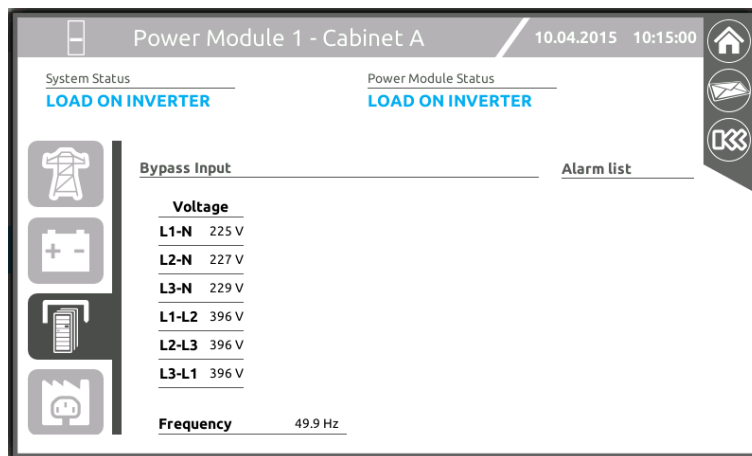 Power Module 1 - Cabinet A
10.04.2015 10:15:00
System Status
LOAD ON INVERTER
Power Module Status
LOAD ON INVERTER
Bypass Input
Alarm list
Voltage
L1-N 225 V
L2-N 227 V
L3-N 229 V
L1-L2 396 V
L2-L3 396 V
L3-L1 396 V
Frequency 49.9 Hz